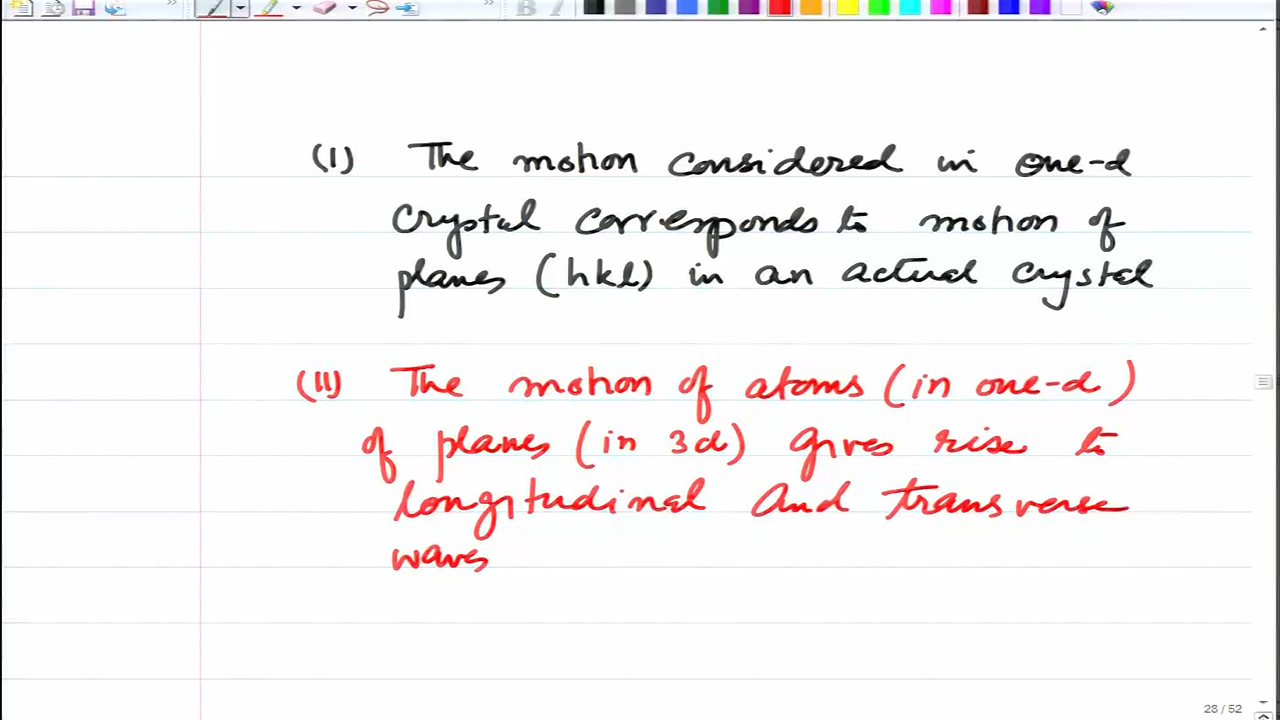 (I) The motion considered in one-d
crystal corresponds to motion of
planes (hkl) in an actual crystal
(II) The motion of atoms (in one-d)
of planes (in 3d) gives rise to
longitudinal and transverse
waves
28 / 52